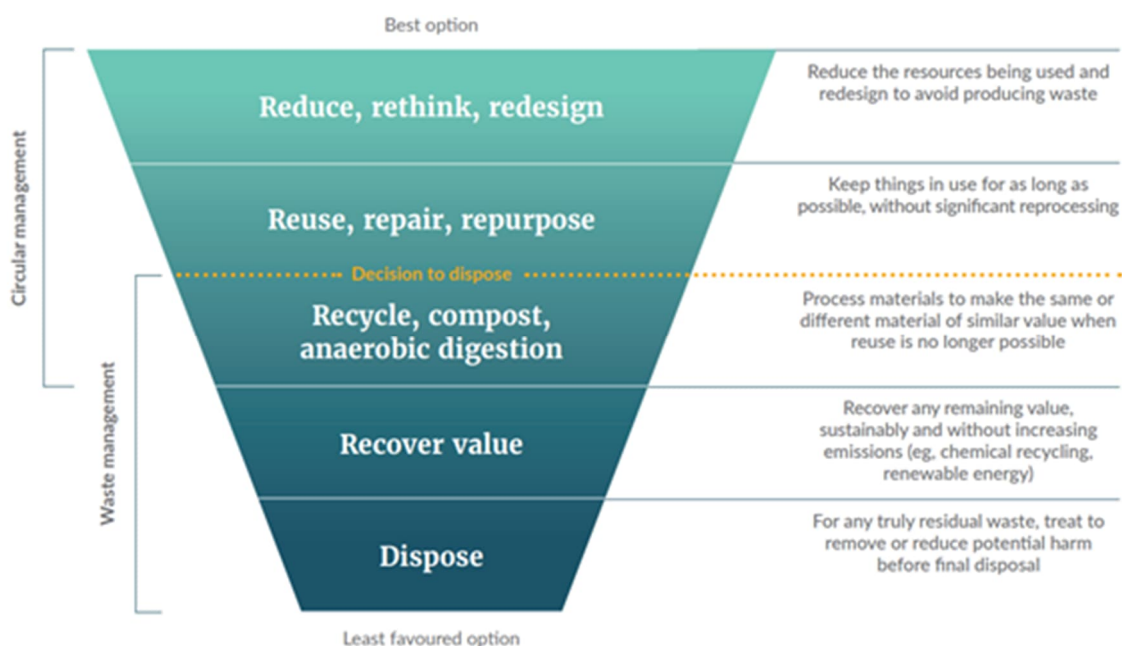 Best option
Circular management
Reduce, rethink, redesign
Reduce the resources being used and
redesign to avoid producing waste
Reuse, repair, repurpose
Keep things in use for as long as
possible, without significant reprocessing
Decision to dispose
Waste management
Recycle, compost,
anaerobic digestion
Process materials to make the same or
different material of similar value when
reuse is no longer possible
Recover value
Recover any remaining value,
sustainably and without increasing
emissions (eg, chemical recycling,
renewable energy)
Dispose
For any truly residual waste, treat to
remove or reduce potential harm
before final disposal
Least favoured option